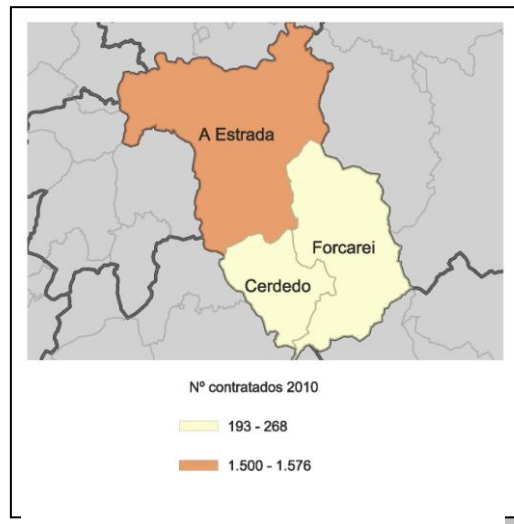 A Estrada
Forcarei
Cerdedo
Nº contratados 2010
193 - 268
1.500 - 1.576